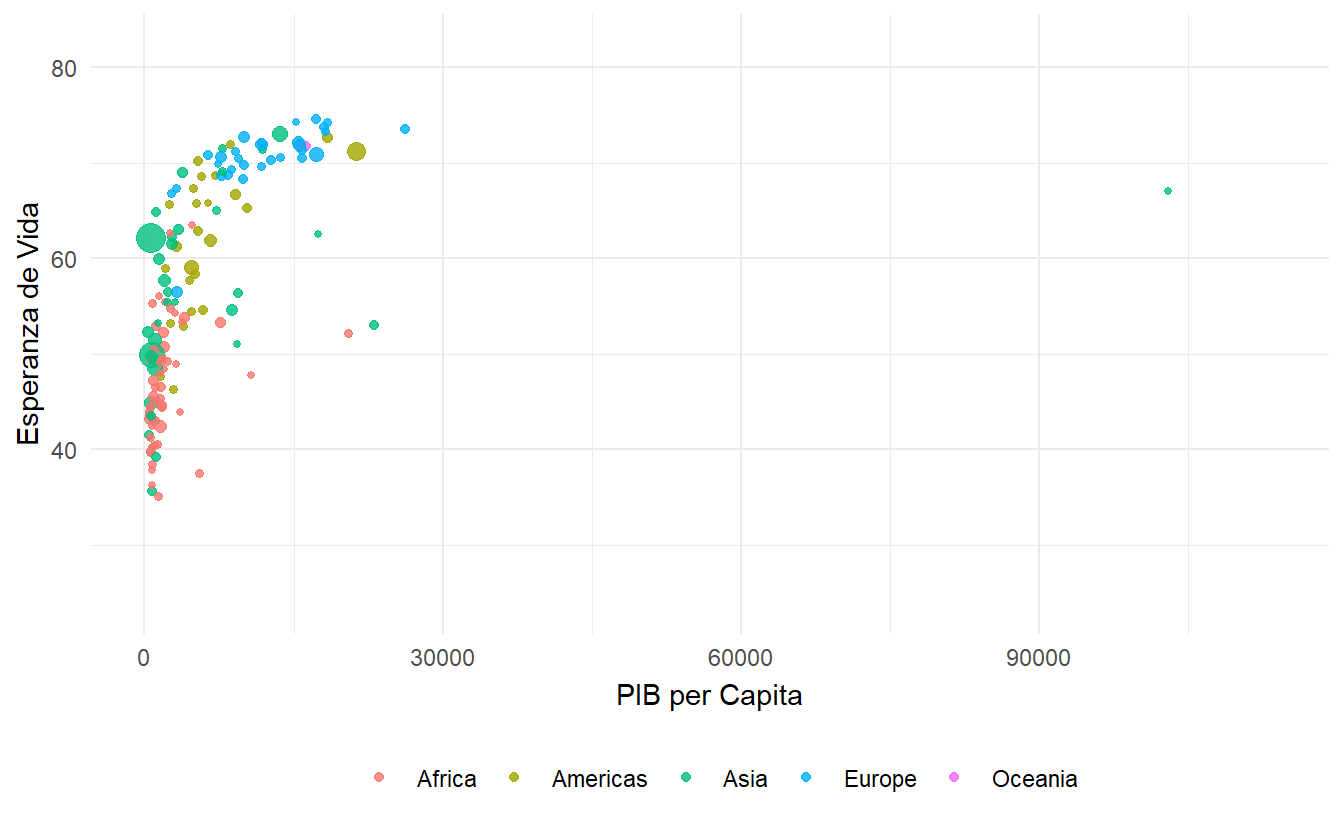 80
60
40
Esperanza de Vida
0 30000 60000 90000
PIB per Capita
Africa Americas Asia Europe Oceania